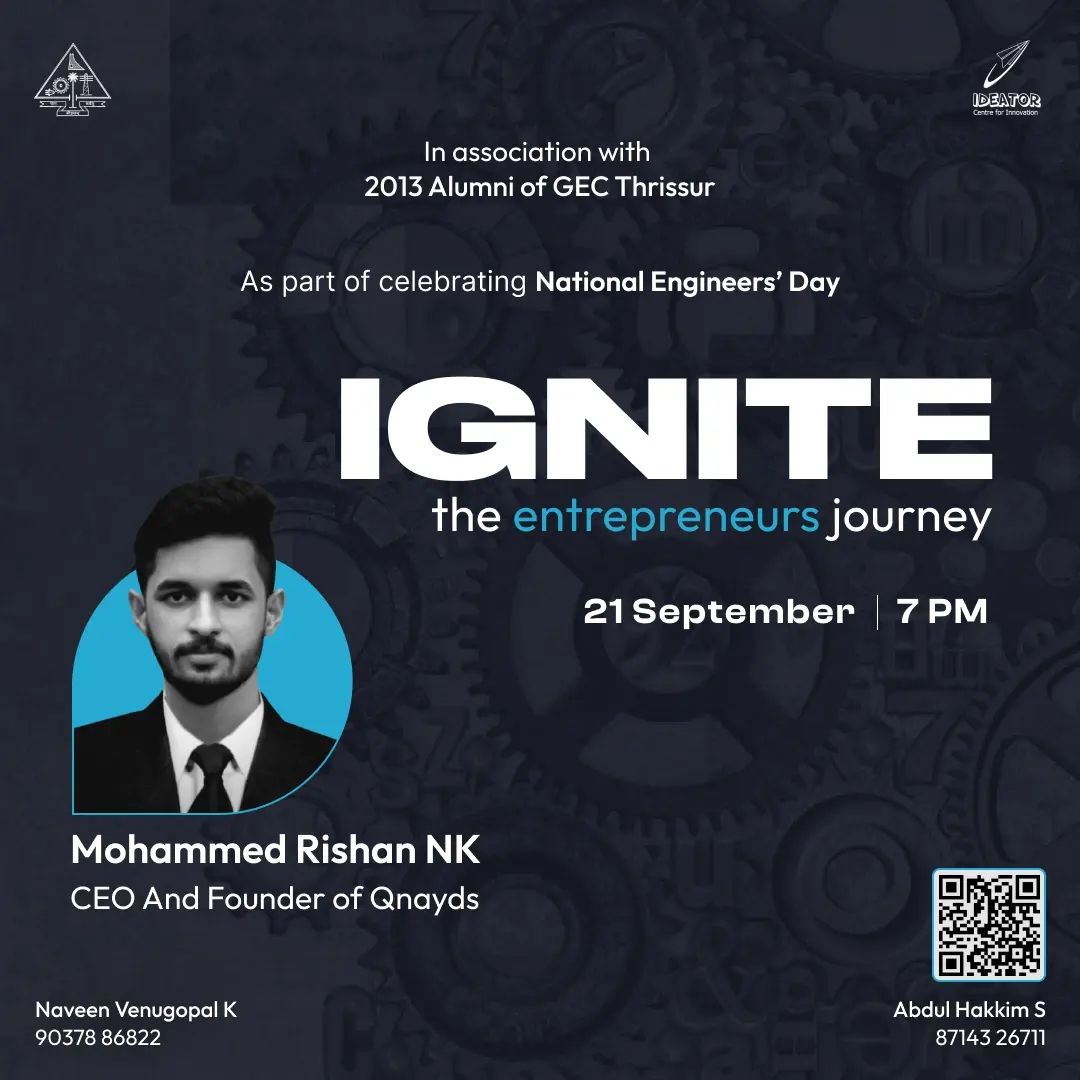 IDEATOR
Centre for Innovation
In association with
2013 Alumni of GEC Thrissur
As part of celebrating National Engineers’ Day
IGNITE
the entrepreneurs journey
21 September | 7 PM
Mohammed Rishan NK
CEO And Founder of Qnayds
Naveen Venugopal K
90378 86822
Abdul Hakkim S
87143 26711